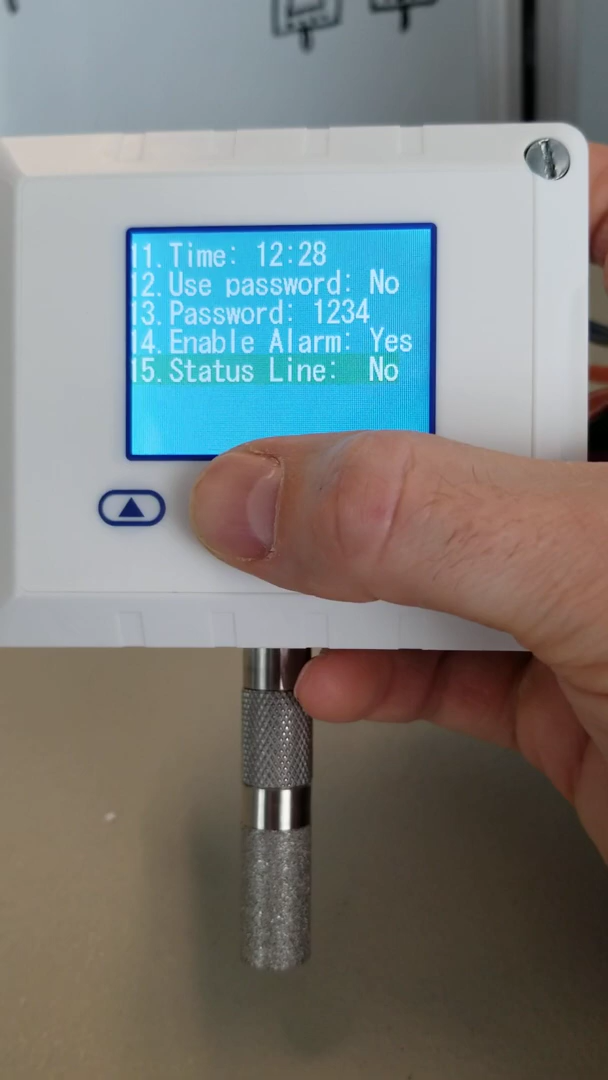 11. Time: 12:28
12. Use password: No
13. Password: 1234
14. Enable Alarm: Yes
15. Status Line: No